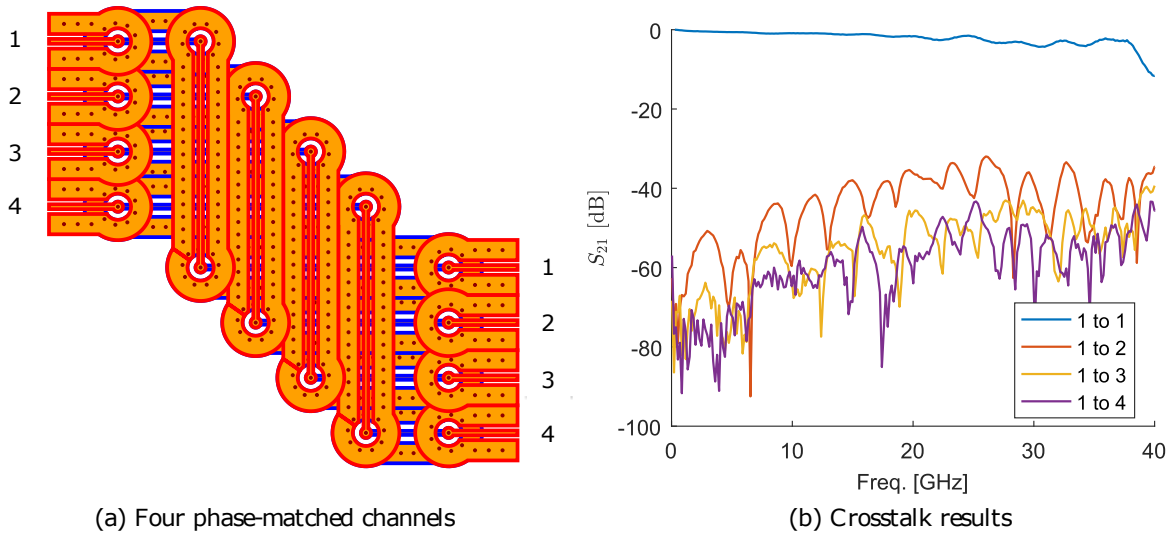 1
2
3
4
1
2
3
4
(a) Four phase-matched channels
0
-20
-40
-60
-80
-100
S21 [dB]
0
10
20
30
40
Freq. [GHz]
1 to 1
1 to 2
1 to 3
1 to 4
(b) Crosstalk results